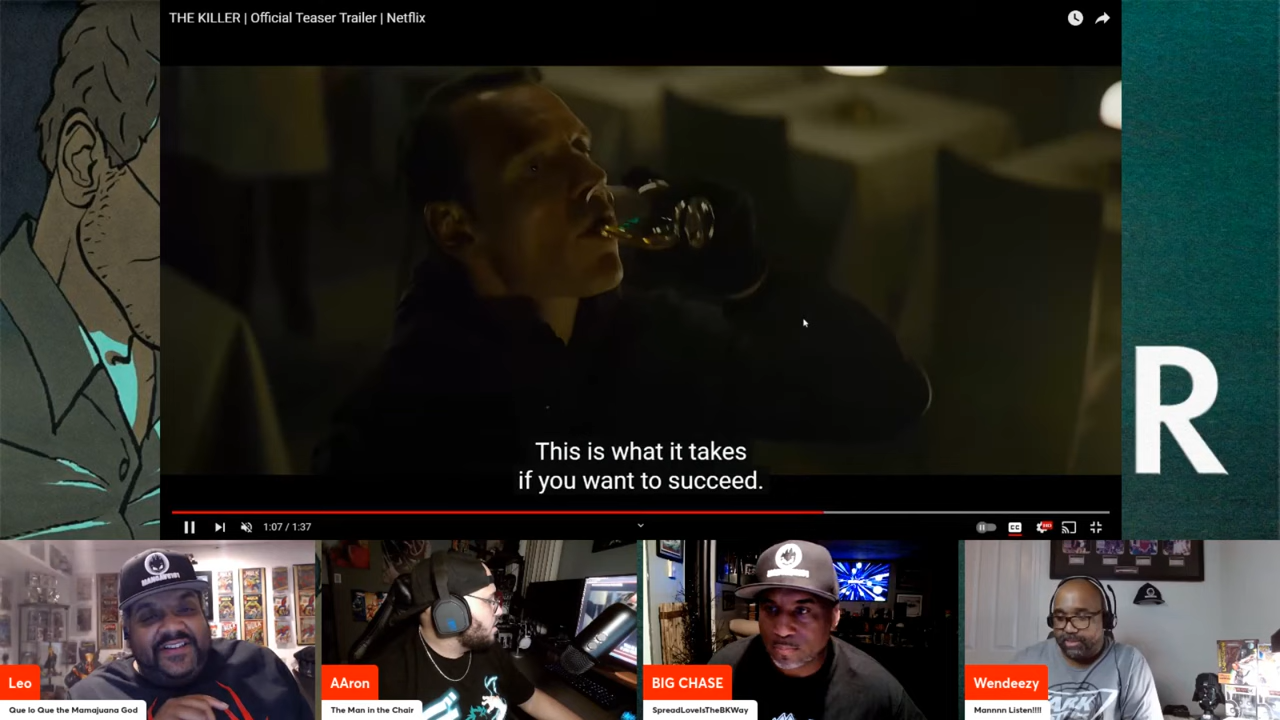 THE KILLER | Official Teaser Trailer | Netflix
This is what it takes
if you want to succeed.
R
1:07 / 1:37
CC
HD
Leo
Que lo Que the Mamajuana God
AAron
The Man in the Chair
BIG CHASE
SpreadLoveIsTheBKWay
Wendeezy
Mannnn Listen!!!!